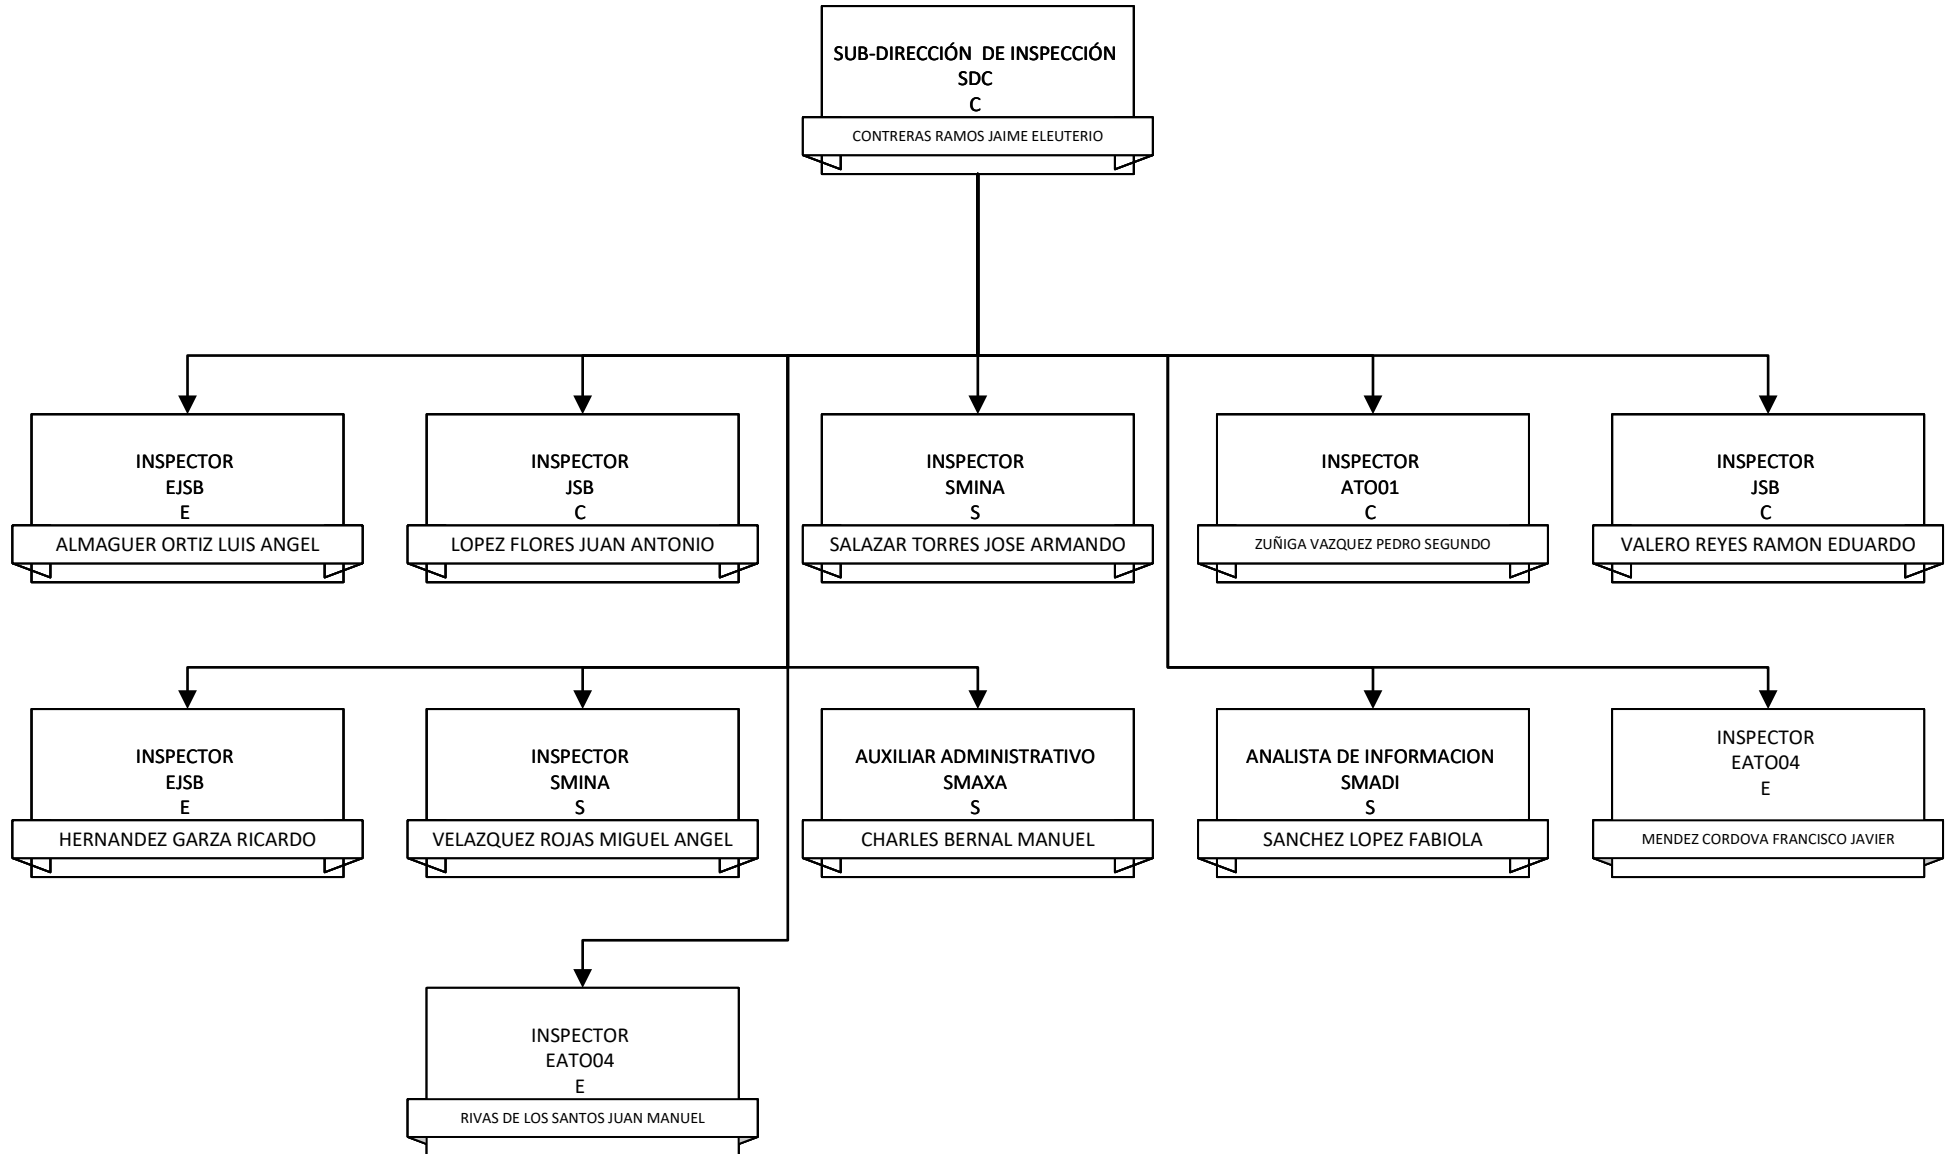 SUB-DIRECCIÓN DE INSPECCIÓN
SDC
C
CONTRERAS RAMOS JAIME ELEUTERIO
INSPECTOR
EJSB
E
ALMAGUER ORTIZ LUIS ANGEL
INSPECTOR
JSB
C
LOPEZ FLORES JUAN ANTONIO
INSPECTOR
SMINA
S
SALAZAR TORRES JOSE ARMANDO
INSPECTOR
ATO01
C
ZUÑIGA VAZQUEZ PEDRO SEGUNDO
INSPECTOR
JSB
C
VALERO REYES RAMON EDUARDO
INSPECTOR
EJSB
E
HERNANDEZ GARZA RICARDO
INSPECTOR
SMINA
S
VELAZQUEZ ROJAS MIGUEL ANGEL
AUXILIAR ADMINISTRATIVO
SMAXA
S
CHARLES BERNAL MANUEL
ANALISTA DE INFORMACION
SMADI
S
SANCHEZ LOPEZ FABIOLA
INSPECTOR
EATO04
E
MENDEZ CORDOVA FRANCISCO JAVIER
INSPECTOR
EATO04
E
RIVAS DE LOS SANTOS JUAN MANUEL